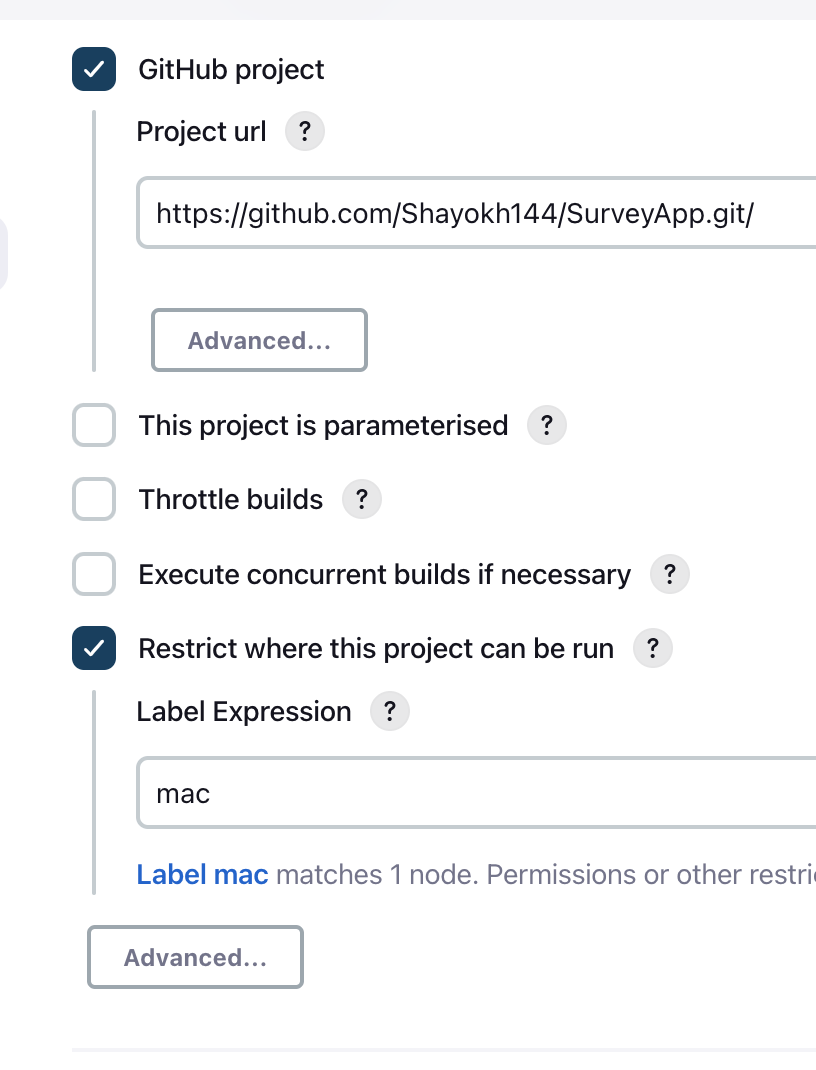 GitHub project
Project url ?
https://github.com/Shayokh144/SurveyApp.git/
Advanced...
This project is parameterised ?
Throttle builds ?
Execute concurrent builds if necessary ?
Restrict where this project can be run ?
Label Expression ?
mac
Label mac matches 1 node. Permissions or other restri
Advanced...